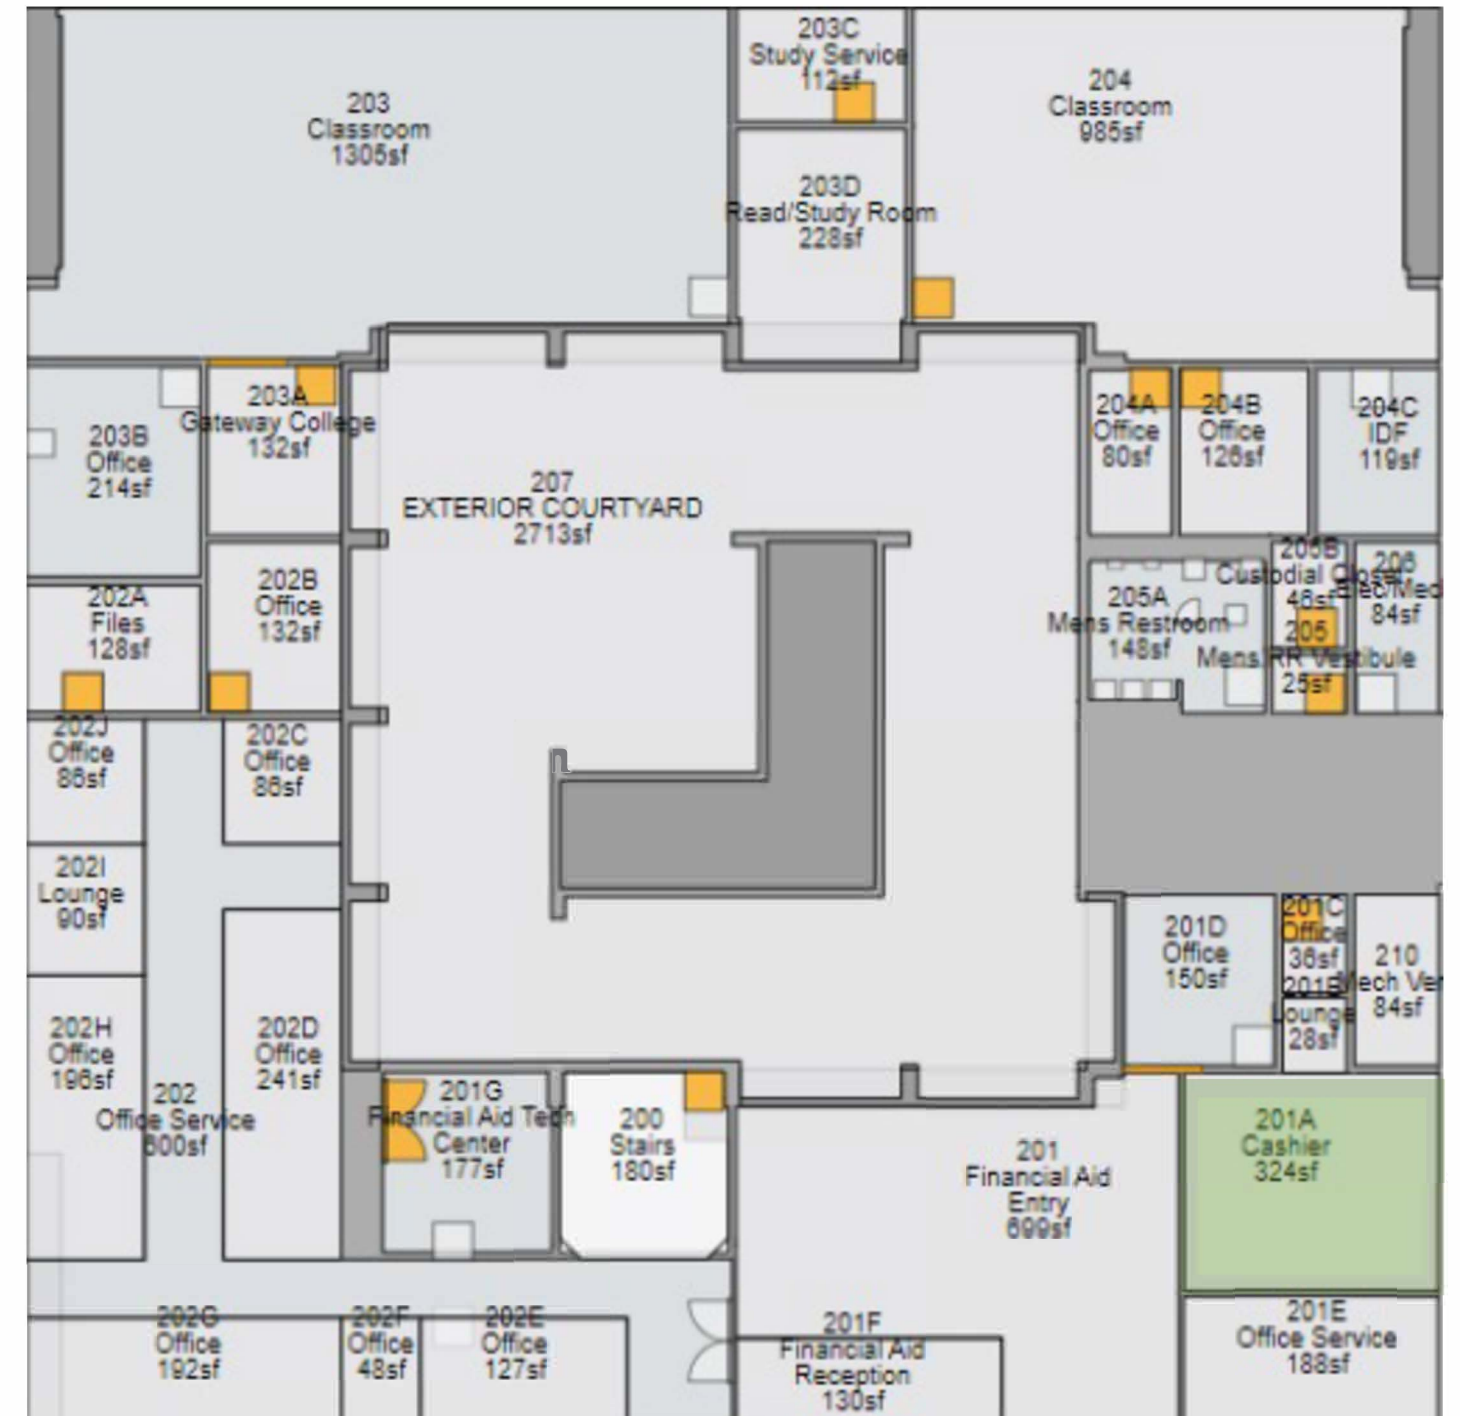 203
Classroom
1305sf
203C
Study Service
112sf
204
Classroom
985sf
203D
Read/Study Room
228sf
203B
Office
214sf
203A
Gateway College
132sf
204A
Office
80sf
204B
Office
126sf
204C
IDF
119sf
207
EXTERIOR COURTYARD
2713sf
202A
Files
128sf
202B
Office
132sf
205A
Mens Restroom
148sf
205B
Custodial Closet
46sf
205
Mens RR Vestibule
25sf
206
Elec/Med
84sf
202J
Office
86sf
202C
Office
86sf
202I
Lounge
90sf
201D
Office
150sf
201C
Office
36sf
Lounge
28sf
210
Mech Ver
84sf
202H
Office
196sf
202
Office Service
600sf
202D
Office
241sf
201G
Financial Aid Tech
Center
177sf
200
Stairs
180sf
201
Financial Aid
Entry
699sf
201A
Cashier
324sf
202G
Office
192sf
202F
Office
48sf
202E
Office
127sf
201F
Financial Aid
Reception
130sf
201E
Office Service
188sf